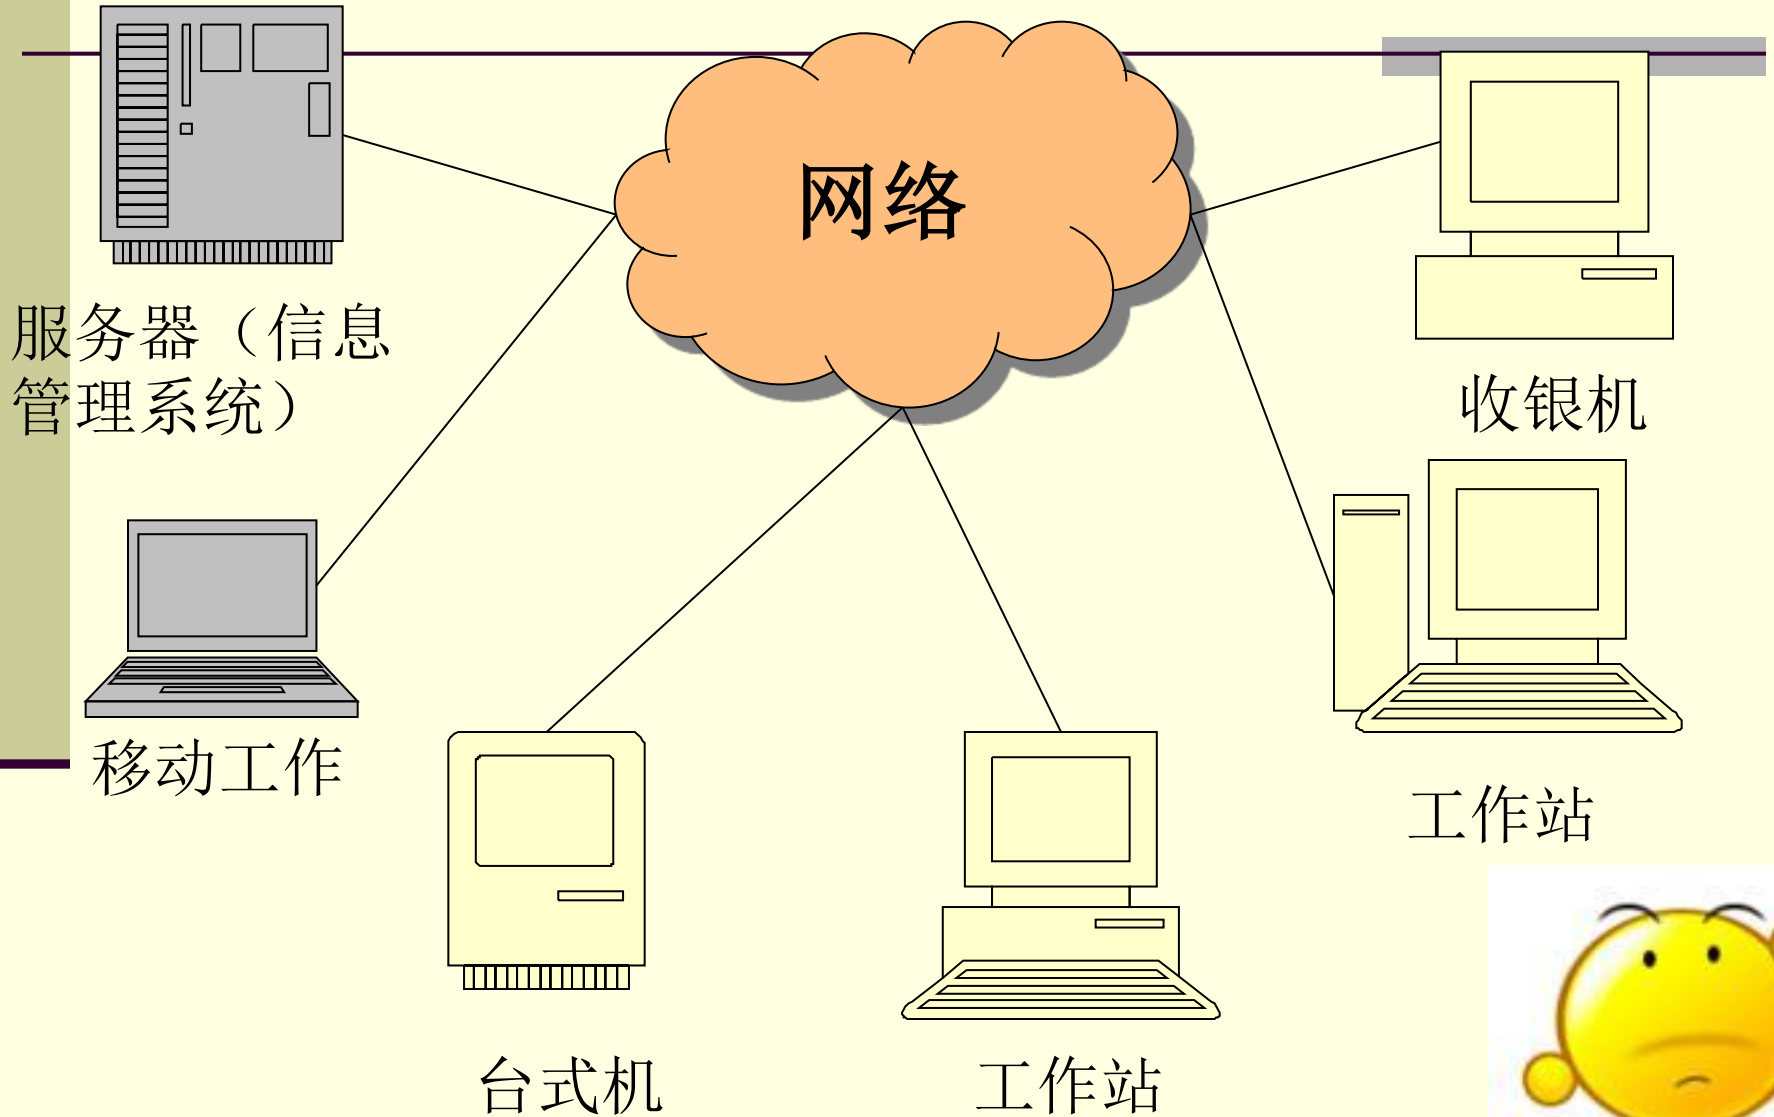 网络
服务器（信息
管理系统）
收银机
移动工作
工作站
台式机
工作站